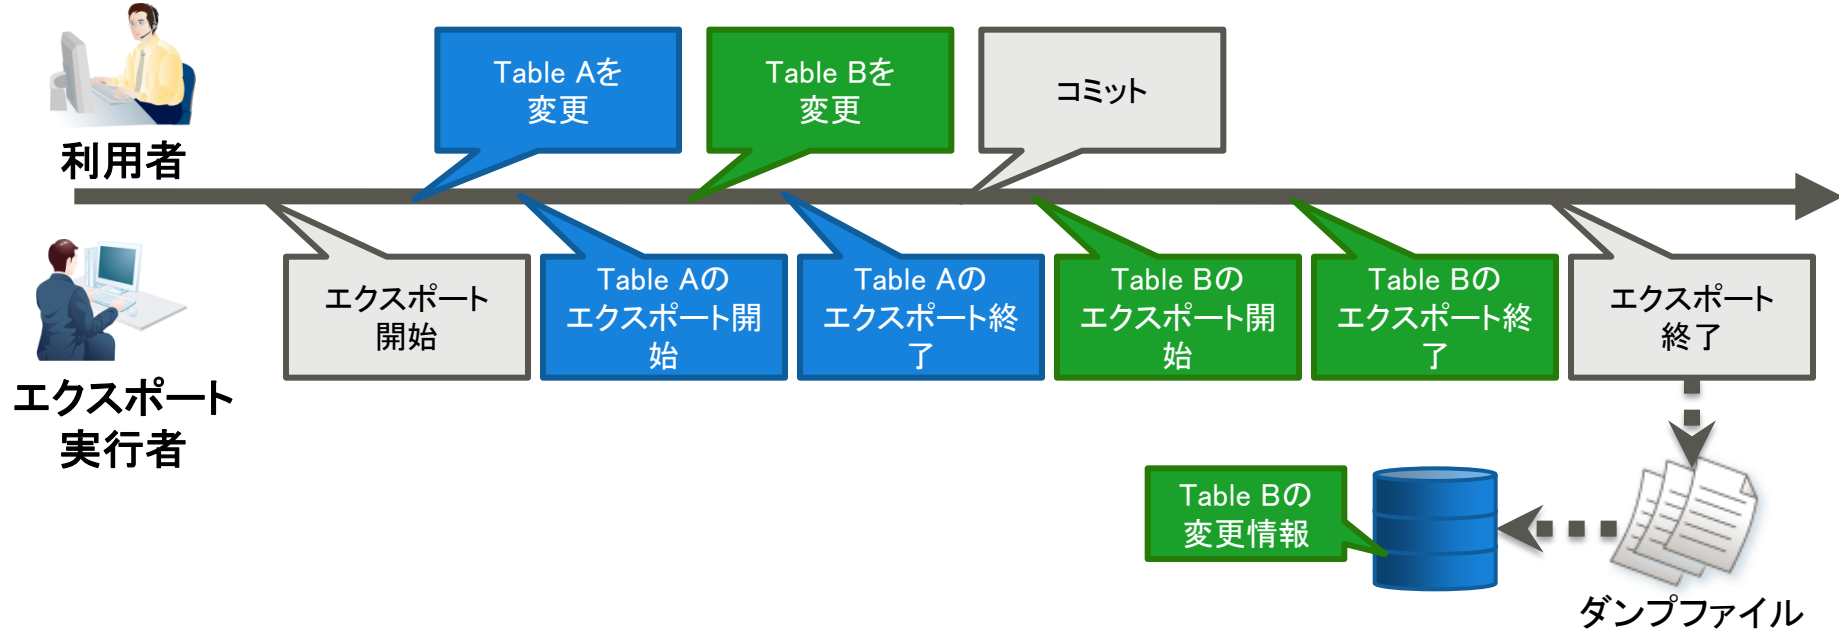 Table Aを
変更
Table Bを
変更
コミット
利用者
エクスポート
開始
Table Aの
エクスポート開
始
Table Aの
エクスポート終
了
Table Bの
エクスポート開
始
Table Bの
エクスポート終
了
エクスポート
終了
エクスポート
実行者
Table Bの
変更情報
ダンプファイル